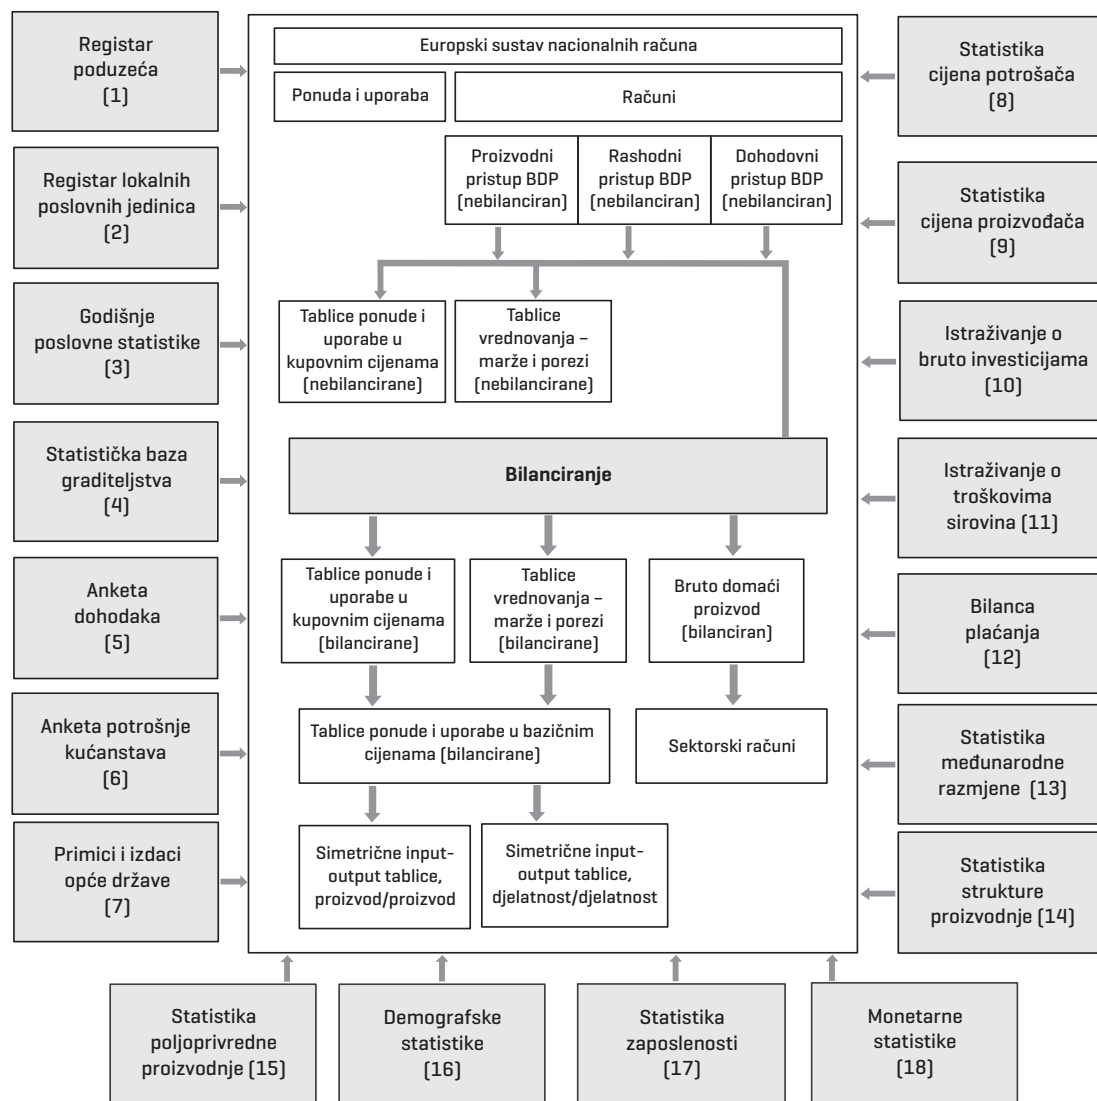 Registar
poduzeća
(1)
Registar lokalnih
poslovnih jedinica
(2)
Godišnje
poslovne statistike
(3)
Statistička baza
graditeljstva
(4)
Anketa
dohodaka
(5)
Anketa potrošnje
kućanstava
(6)
Primici i izdaci
opće države
(7)
Europski sustav nacionalnih računa
Ponuda i uporaba
Računi
Proizvodni
pristup BDP
(nebilanciran)
Rashodni
pristup BDP
(nebilanciran)
Dohodovni
pristup BDP
(nebilanciran)
Tablice ponude i
uporabe u
kupovnim cijenama
(nebilancirane)
Tablice
vrednovanja –
marže i porezi
(nebilancirane)
Bilanciranje
Tablice ponude i
uporabe u
kupovnim cijenama
(bilancirane)
Tablice
vrednovanja –
marže i porezi
(bilancirane)
Bruto domaći
proizvod
(bilanciran)
Tablice ponude i uporabe u bazičnim
cijenama (bilancirane)
Sektorski računi
Simetrične input-
output tablice,
proizvod/proizvod
Simetrične input-
output tablice,
djelatnost/djelatnost
Statistika
cijena potrošača
(8)
Statistika
cijena proizvođača
(9)
Istraživanje o
bruto investicijama
(10)
Istraživanje o
troškovima
sirovina (11)
Bilanca
plaćanja
(12)
Statistika
međunarodne
razmjene (13)
Statistika
strukture
proizvodnje (14)
Statistika
poljoprivredne
proizvodnje (15)
Demografske
statistike
(16)
Statistika
zaposlenosti
(17)
Monetarne
statistike
(18)